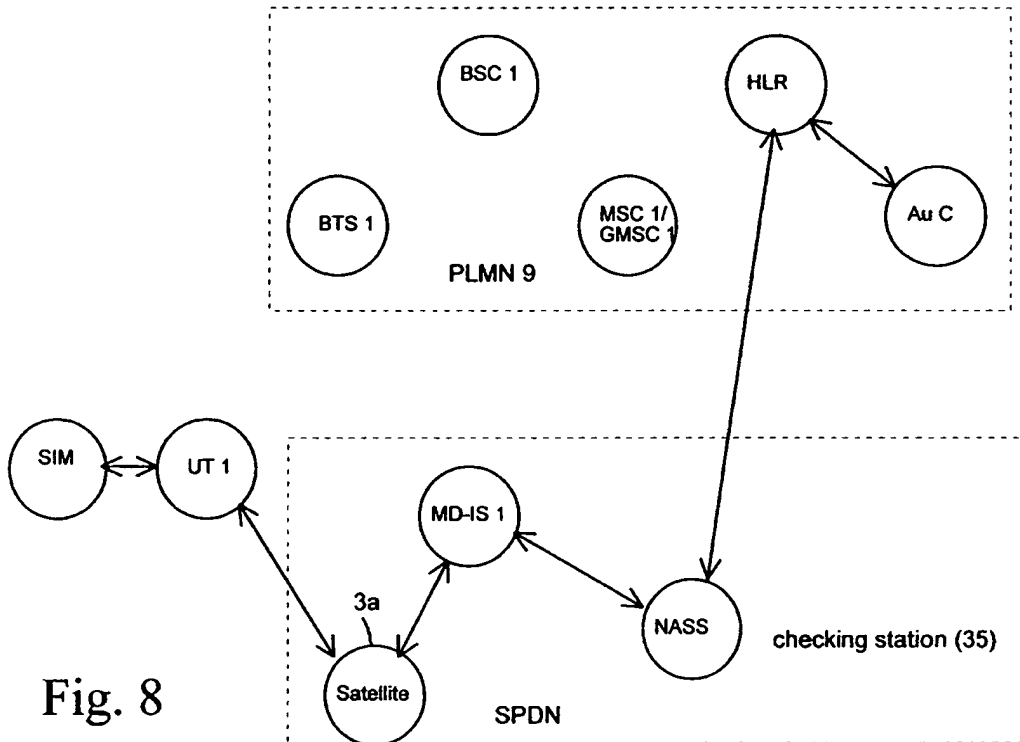 BSC 1
HLR
BTS 1
MSC 1/
GMSC 1
Au C
PLMN 9
SIM
UT 1
MD-IS 1
3a
NASS
checking station (35)
Satellite
SPDN
Fig. 8